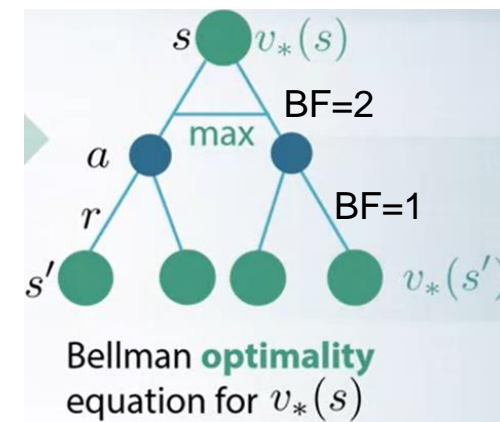 s v∗(s)
BF=2
max
a
BF=1
r
s′ v∗(s′)
Bellman optimality
equation for v∗(s)